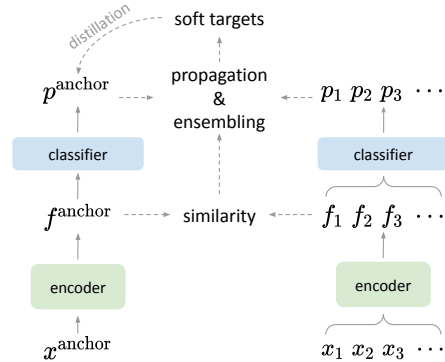 soft targets
distillation
p^anchor
propagation
&
ensembling
p_1 p_2 p_3 ⋯
classifier
classifier
f^anchor
similarity
f_1 f_2 f_3 ⋯
encoder
encoder
x^anchor
x_1 x_2 x_3 ⋯